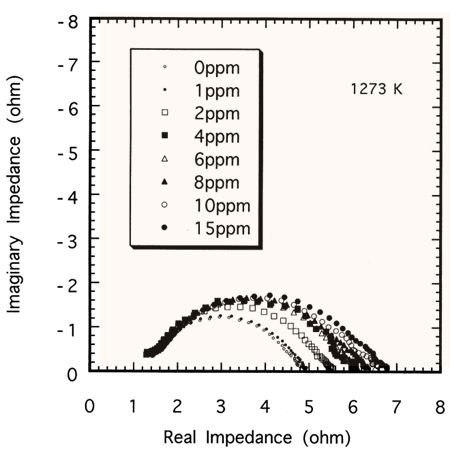 -8
-7
-6
-5
-4
-3
-2
-1
0
Imaginary Impedance (ohm)
0ppm
1ppm
2ppm
4ppm
6ppm
8ppm
10ppm
15ppm
1273 K
0 1 2 3 4 5 6 7 8
Real Impedance (ohm)